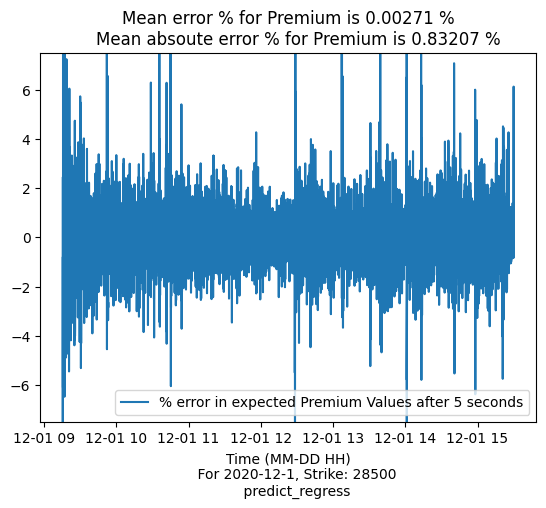 Mean error % for Premium is 0.00271 %
Mean absoute error % for Premium is 0.83207 %
6
4
2
0
−2
−4
−6
% error in expected Premium Values after 5 seconds
12-01 09 12-01 10 12-01 11 12-01 12 12-01 13 12-01 14 12-01 15
Time (MM-DD HH)
For 2020-12-1, Strike: 28500
predict_regress